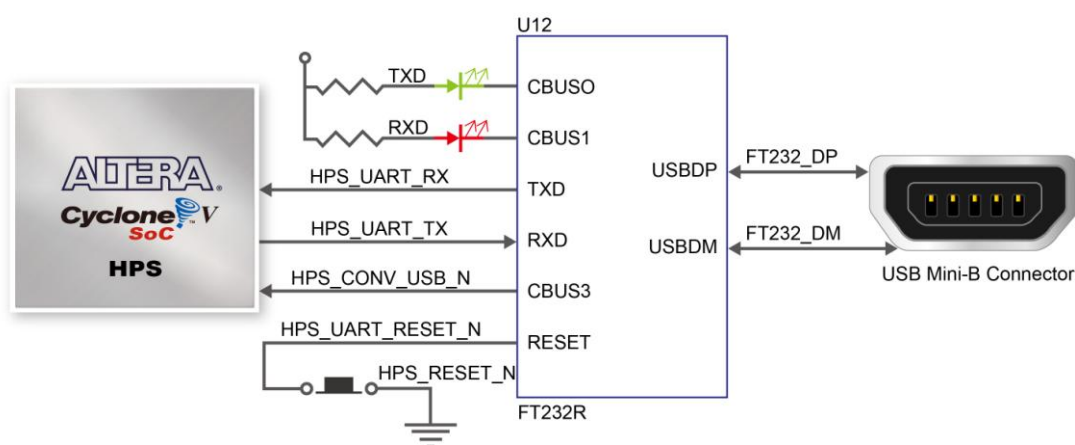 U12
TXD
CBUSO
RXD
CBUS1
ALTERA®
Cyclone™ V
SoC
HPS
HPS_UART_RX
TXD
HPS_UART_TX
RXD
HPS_CONV_USB_N
CBUS3
HPS_UART_RESET_N
RESET
HPS_RESET_N
FT232R
USBDP
FT232_DP
USBDM
FT232_DM
USB Mini-B Connector